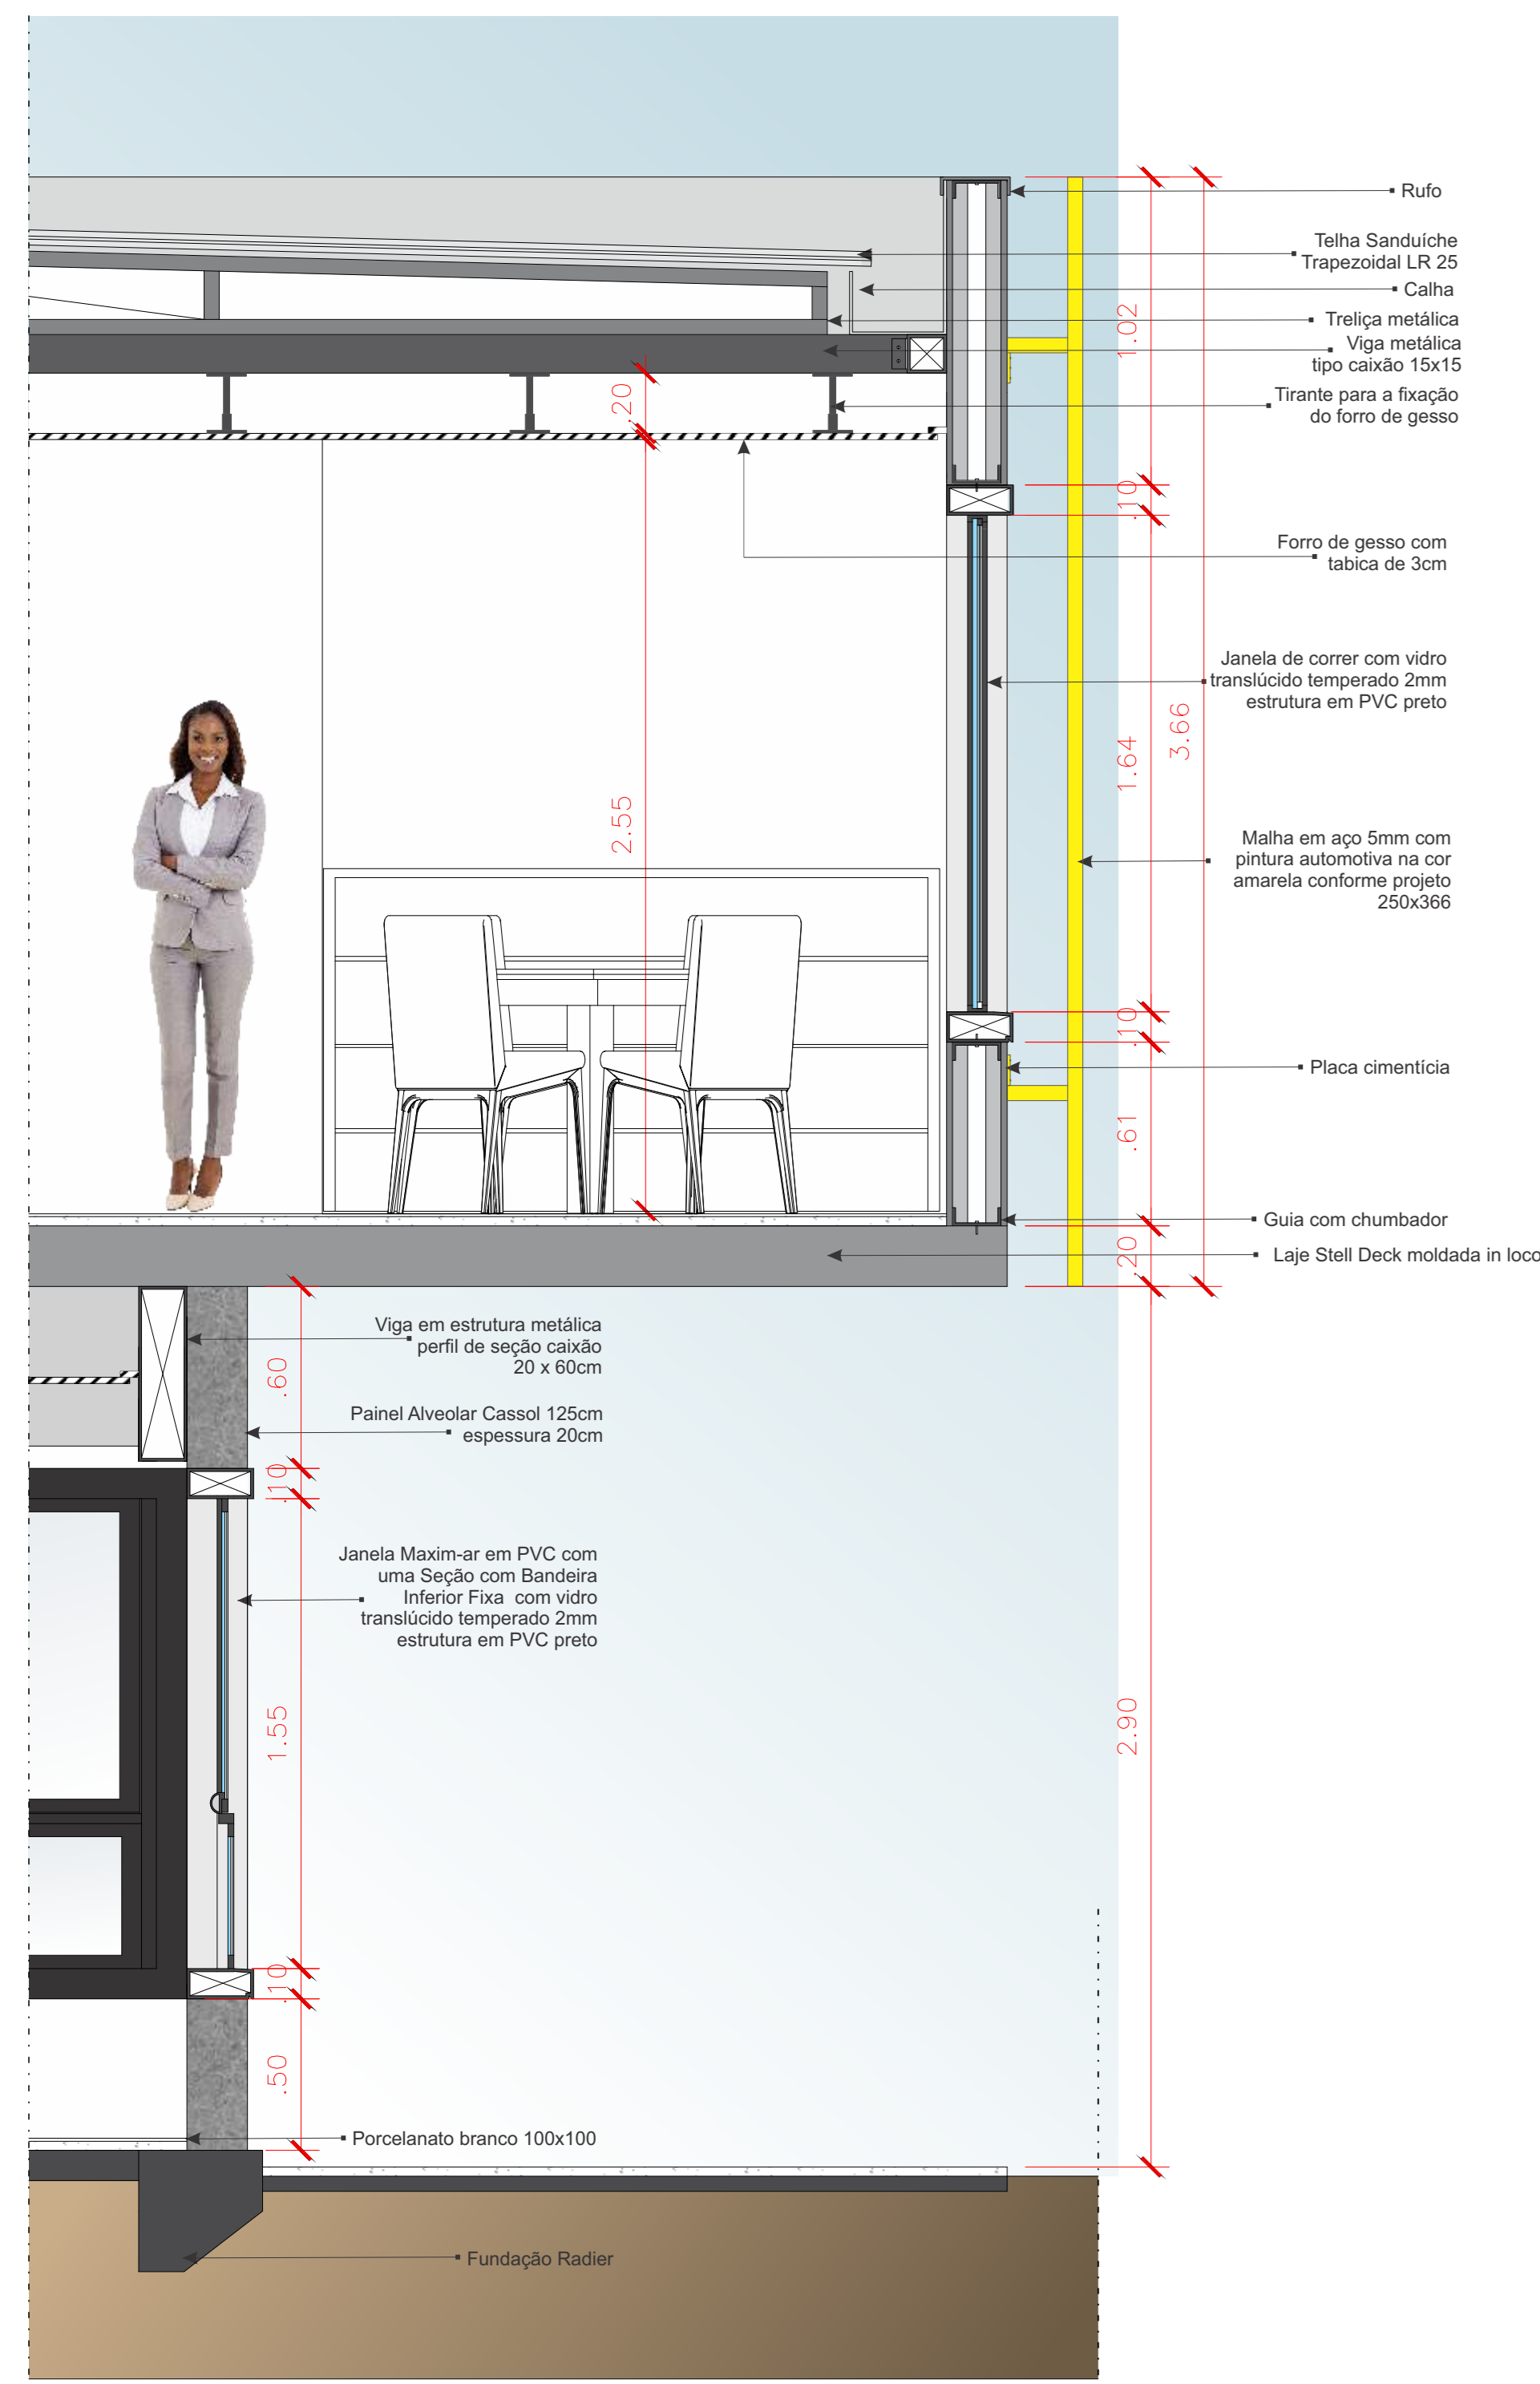 Rufo
Telha Sanduíche
Trapezoidal LR 25
Calha
1.02
Treliça metálica
Viga metálica
tipo caixão 15x15
Tirante para a fixação
do forro de gesso
.20
.10
Forro de gesso com
tabica de 3cm
Janela de correr com vidro
translúcido temperado 2mm
estrutura em PVC preto
3.66
1.64
2.55
Malha em aço 5mm com
pintura automotiva na cor
amarela conforme projeto
250x366
.10
Placa cimentícia
.61
Guia com chumbador
.20
Laje Stell Deck moldada in loco
Viga em estrutura metálica
perfil de seção caixão
20 x 60cm
.60
Painel Alveolar Cassol 125cm
espessura 20cm
.10
Janela Maxim-ar em PVC com
uma Seção com Bandeira
Inferior Fixa com vidro
translúcido temperado 2mm
estrutura em PVC preto
1.55
2.90
.10
.50
Porcelanato branco 100x100
Fundação Radier